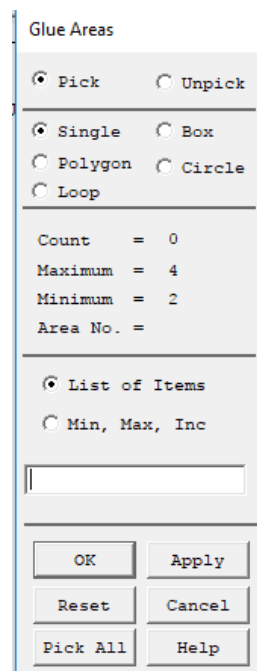 Glue Areas
Pick Unpick
Single Box
Polygon Circle
Loop
Count = 0
Maximum = 4
Minimum = 2
Area No. =
List of Items
Min, Max, Inc
OK Apply
Reset Cancel
Pick All Help